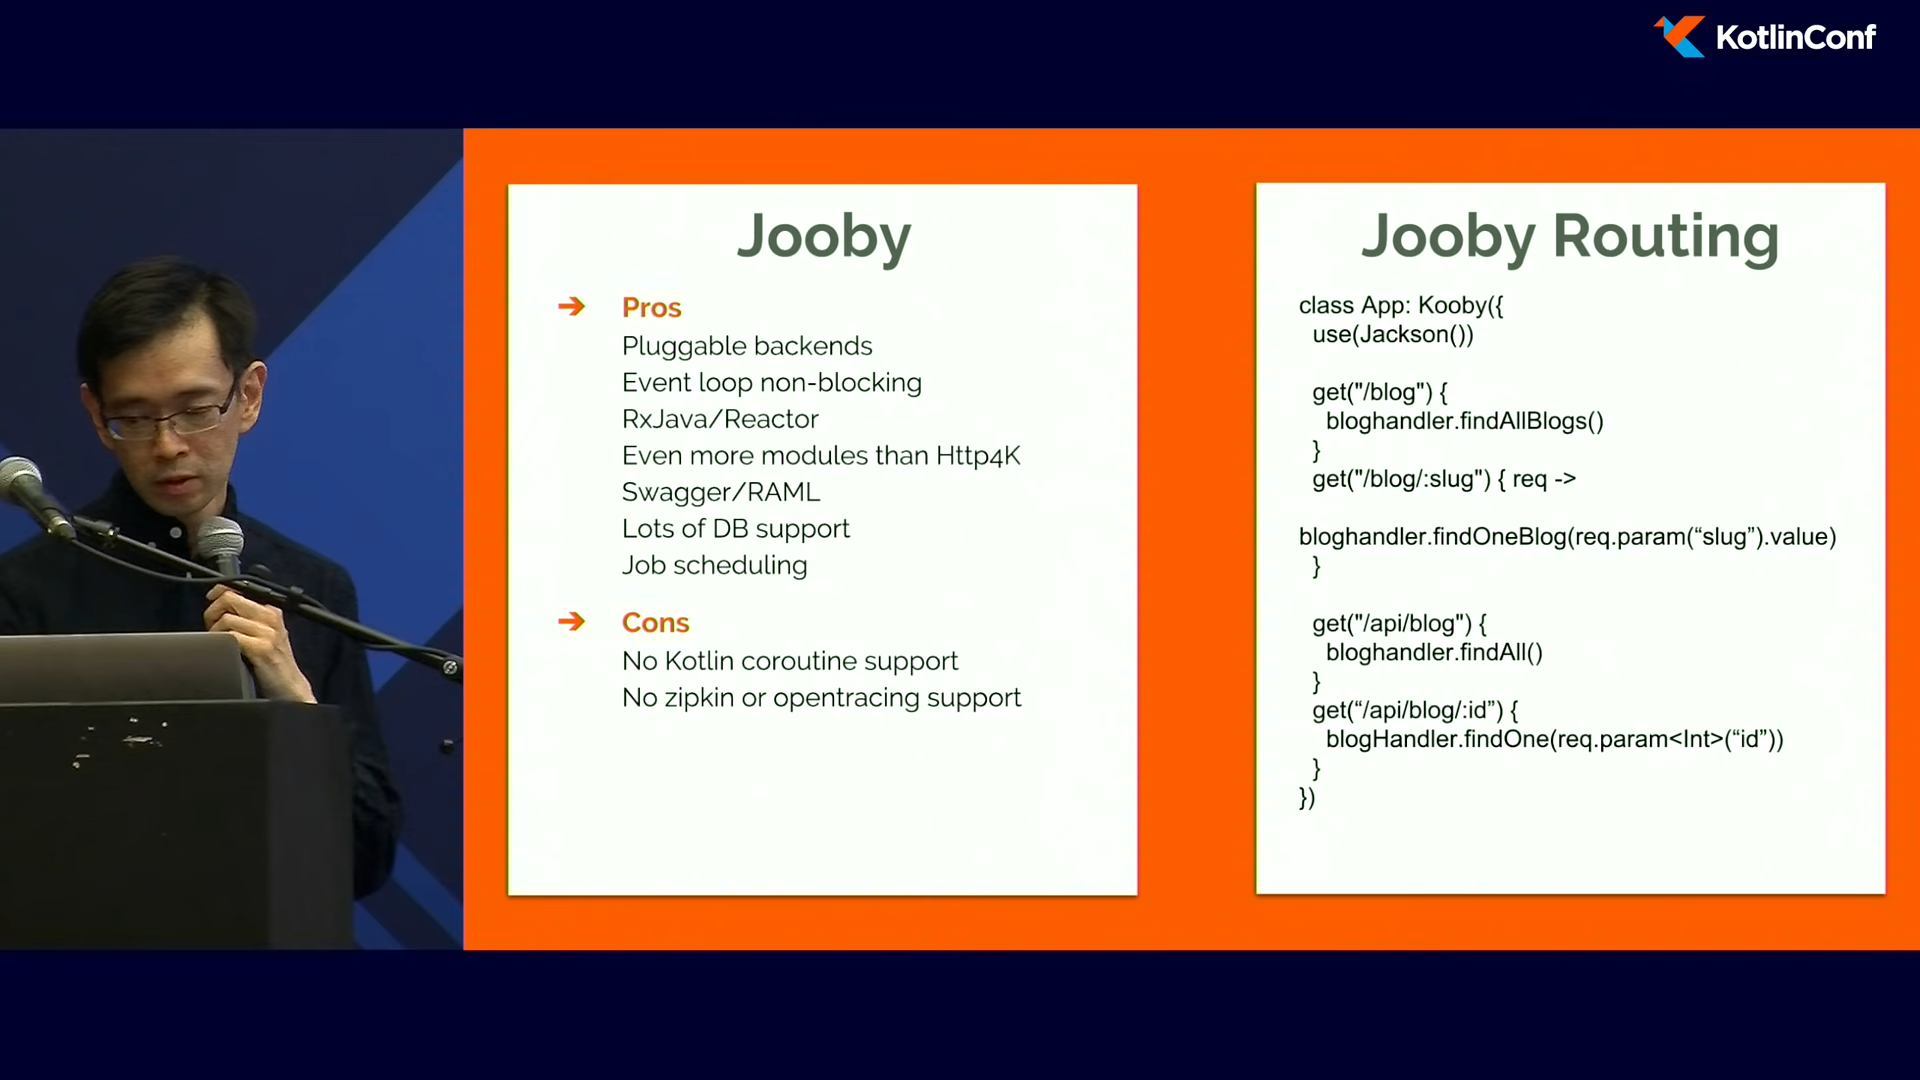 KotlinConf
Jooby
Pros
Pluggable backends
Event loop non-blocking
RxJava/Reactor
Even more modules than Http4K
Swagger/RAML
Lots of DB support
Job scheduling
Cons
No Kotlin coroutine support
No zipkin or opentracing support
Jooby Routing
class App: Kooby({
use(Jackson())
get("/blog") {
bloghandler.findAllBlogs()
}
get("/blog/:slug") { req ->
bloghandler.findOneBlog(req.param(“slug”).value)
}
get("/api/blog") {
bloghandler.findAll()
}
get(“/api/blog/:id”) {
blogHandler.findOne(req.param<Int>(“id”))
}
})